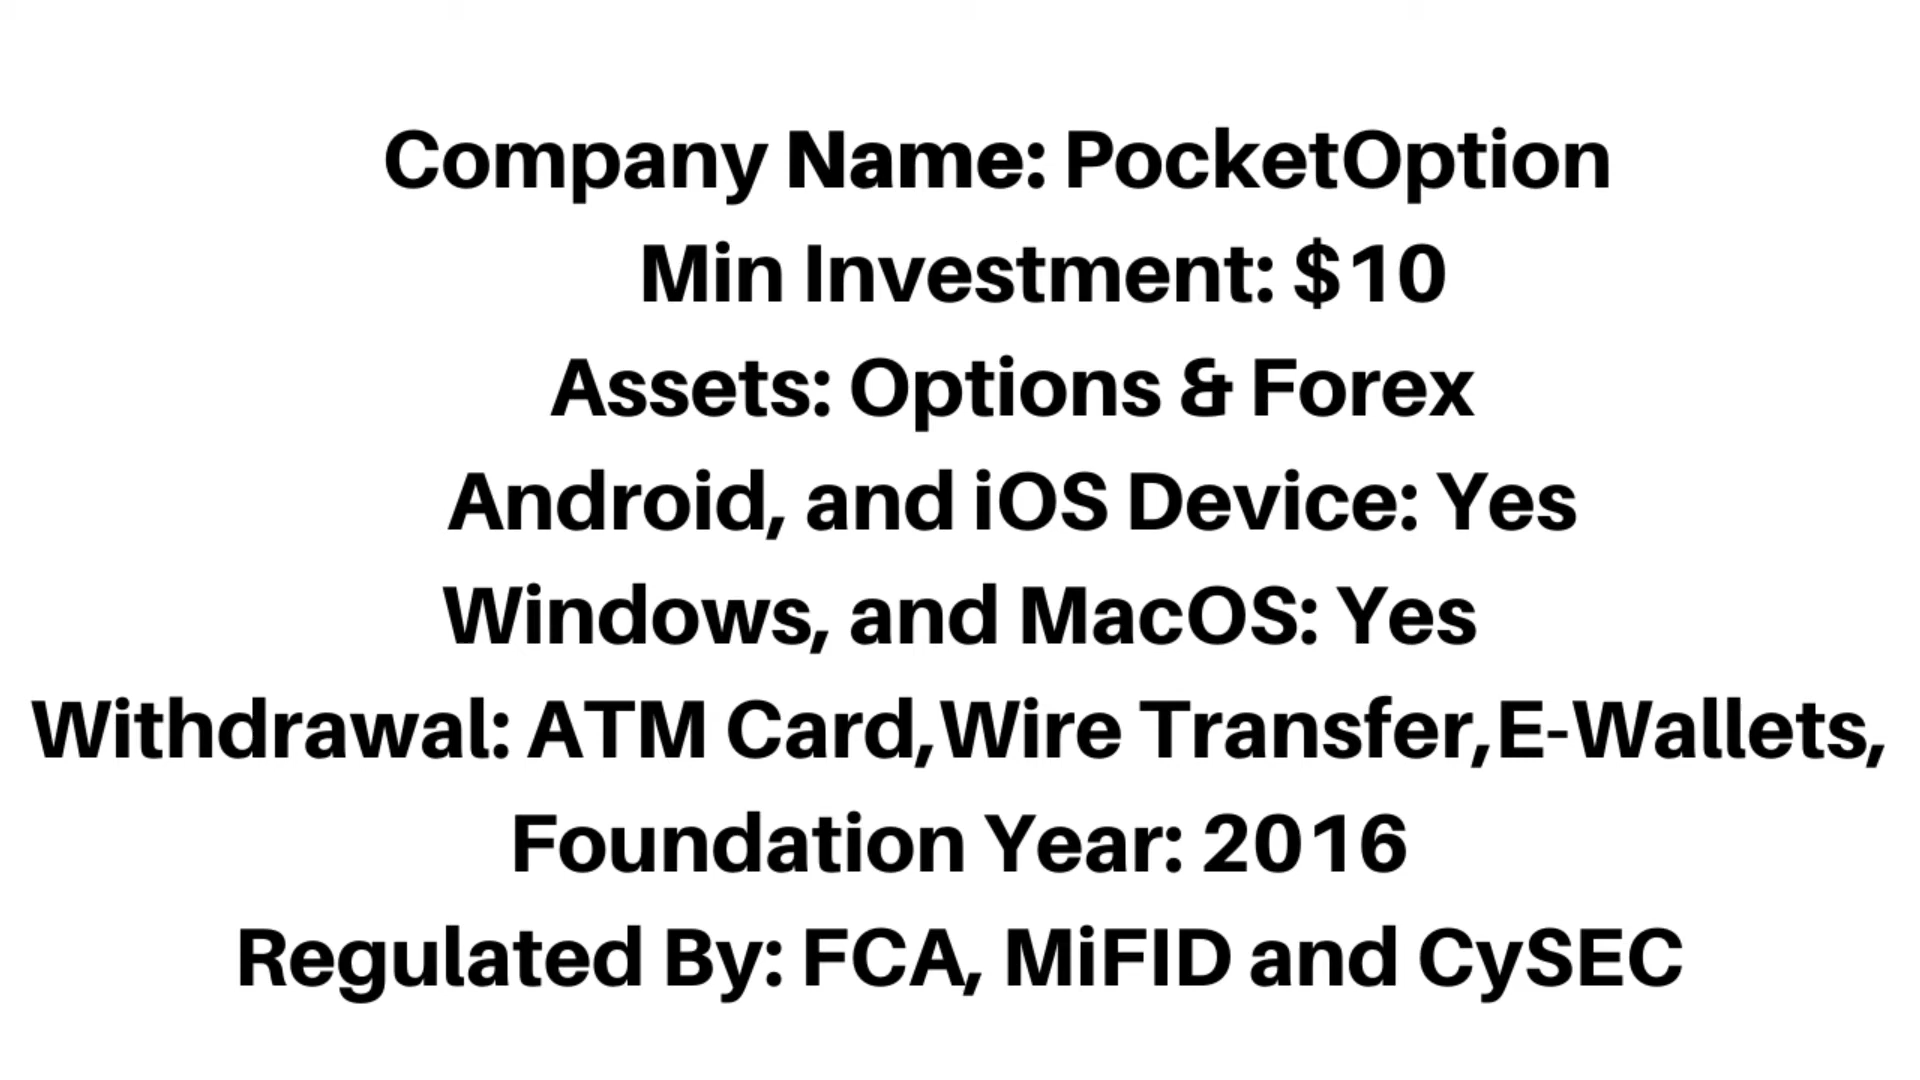 Company Name: PocketOption
Min Investment: $10
Assets: Options & Forex
Android, and iOS Device: Yes
Windows, and MacOS: Yes
Withdrawal: ATM Card,Wire Transfer,E-Wallets,
Foundation Year: 2016
Regulated By: FCA, MiFID and CySEC